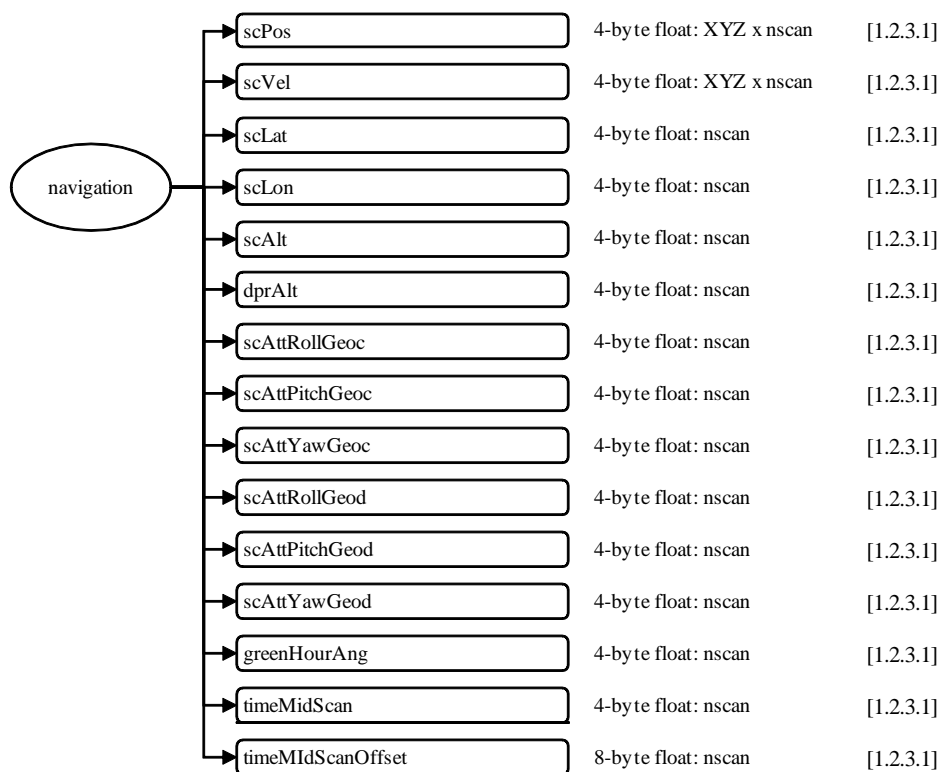 scPos 4-byte float: XYZ x nscan [1.2.3.1]
scVel 4-byte float: XYZ x nscan [1.2.3.1]
scLat 4-byte float: nscan [1.2.3.1]
navigation scLon 4-byte float: nscan [1.2.3.1]
scAlt 4-byte float: nscan [1.2.3.1]
dprAlt 4-byte float: nscan [1.2.3.1]
scAttRollGeoc 4-byte float: nscan [1.2.3.1]
scAttPitchGeoc 4-byte float: nscan [1.2.3.1]
scAttYawGeoc 4-byte float: nscan [1.2.3.1]
scAttRollGeod 4-byte float: nscan [1.2.3.1]
scAttPitchGeod 4-byte float: nscan [1.2.3.1]
scAttYawGeod 4-byte float: nscan [1.2.3.1]
greenHourAng 4-byte float: nscan [1.2.3.1]
timeMidScan 4-byte float: nscan [1.2.3.1]
timeMIdScanOffset 8-byte float: nscan [1.2.3.1]